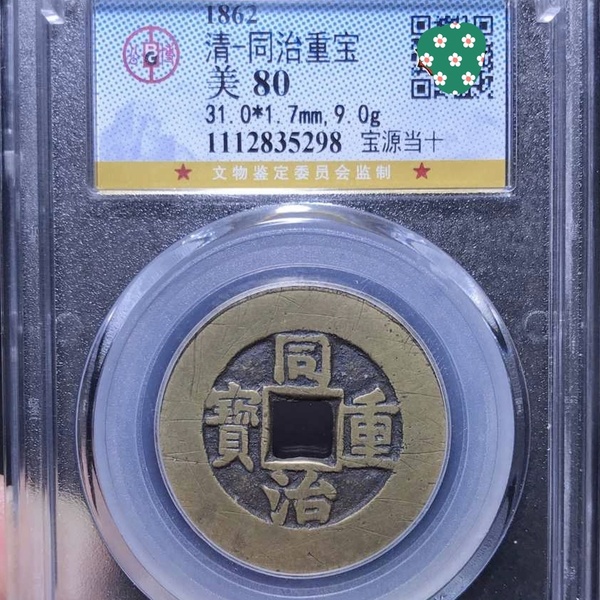 1862
清-同治重宝
美 80
31.0*1.7mm,9.0g
1112835298 宝源当十
文物鉴定委员会监制
同
寶 重
治